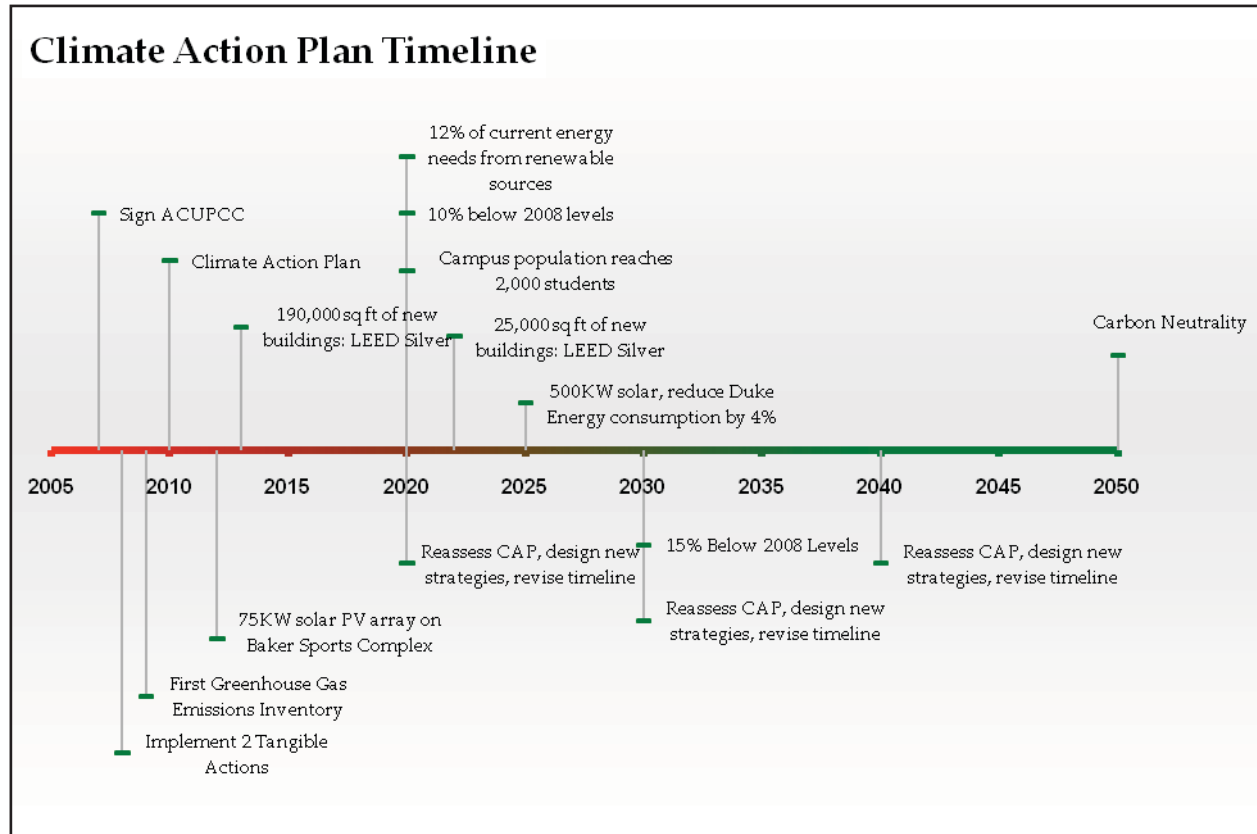 Climate Action Plan Timeline
12% of current energy
needs from renewable
sources
Sign ACUPCC
10% below 2008 levels
Climate Action Plan
Campus population reaches
2,000 students
190,000 sq ft of new
buildings: LEED Silver
25,000 sq ft of new
buildings: LEED Silver
Carbon Neutrality
500KW solar, reduce Duke
Energy consumption by 4%
2005 2010 2015 2020 2025 2030 2035 2040 2045 2050
Reassess CAP, design new
strategies, revise timeline
15% Below 2008 Levels
Reassess CAP, design new
strategies, revise timeline
Reassess CAP, design new
strategies, revise timeline
75KW solar PV array on
Baker Sports Complex
First Greenhouse Gas
Emissions Inventory
Implement 2 Tangible
Actions